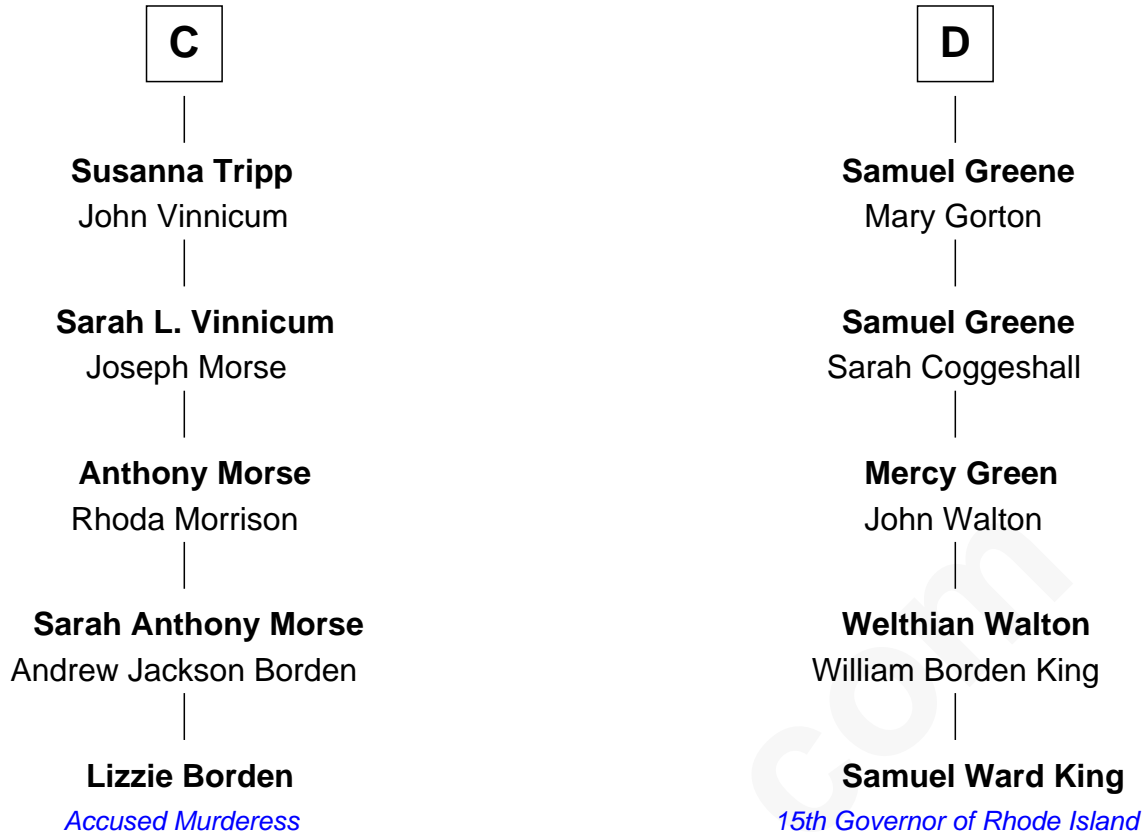 C
Susanna Tripp
John Vinnicum
Sarah L. Vinnicum
Joseph Morse
Anthony Morse
Rhoda Morrison
Sarah Anthony Morse
Andrew Jackson Borden
Lizzie Borden
Accused Murderess
D
Samuel Greene
Mary Gorton
Samuel Greene
Sarah Coggeshall
Mercy Green
John Walton
Welthian Walton
William Borden King
Samuel Ward King
15th Governor of Rhode Island
com